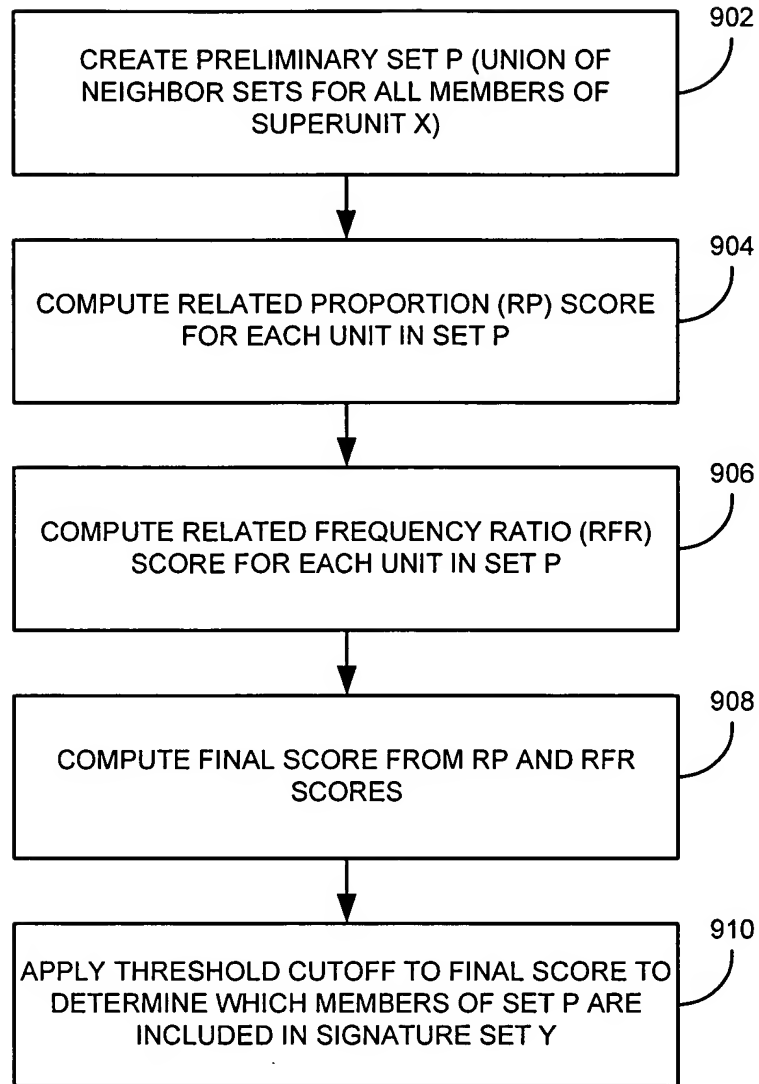 902
CREATE PRELIMINARY SET P (UNION OF
NEIGHBOR SETS FOR ALL MEMBERS OF
SUPERUNIT X)
904
COMPUTE RELATED PROPORTION (RP) SCORE
FOR EACH UNIT IN SET P
906
COMPUTE RELATED FREQUENCY RATIO (RFR)
SCORE FOR EACH UNIT IN SET P
908
COMPUTE FINAL SCORE FROM RP AND RFR
SCORES
910
APPLY THRESHOLD CUTOFF TO FINAL SCORE TO
DETERMINE WHICH MEMBERS OF SET P ARE
INCLUDED IN SIGNATURE SET Y